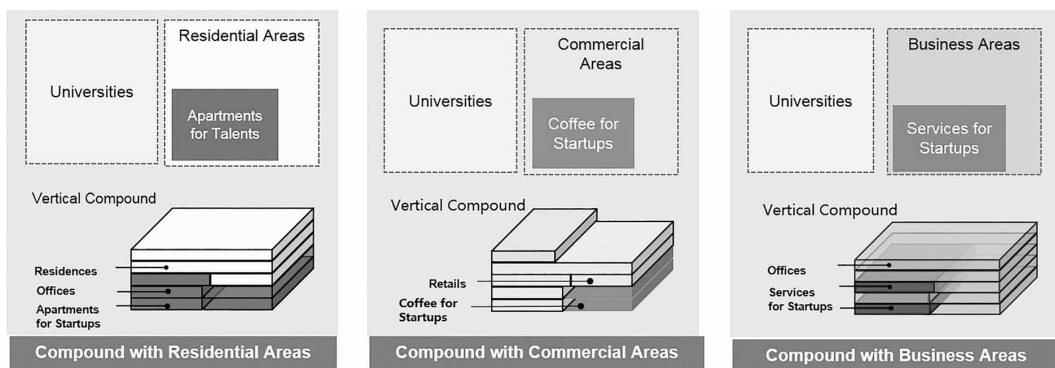 Residential Areas
Universities
Apartments
for Talents
Vertical Compound
Residences
Offices
Apartments
for Startups
Compound with Residential Areas
Commercial
Areas
Universities
Coffee for
Startups
Vertical Compound
Retails
Coffee for
Startups
Compound with Commercial Areas
Business Areas
Universities
Services for
Startups
Vertical Compound
Offices
Services
for Startups
Compound with Business Areas